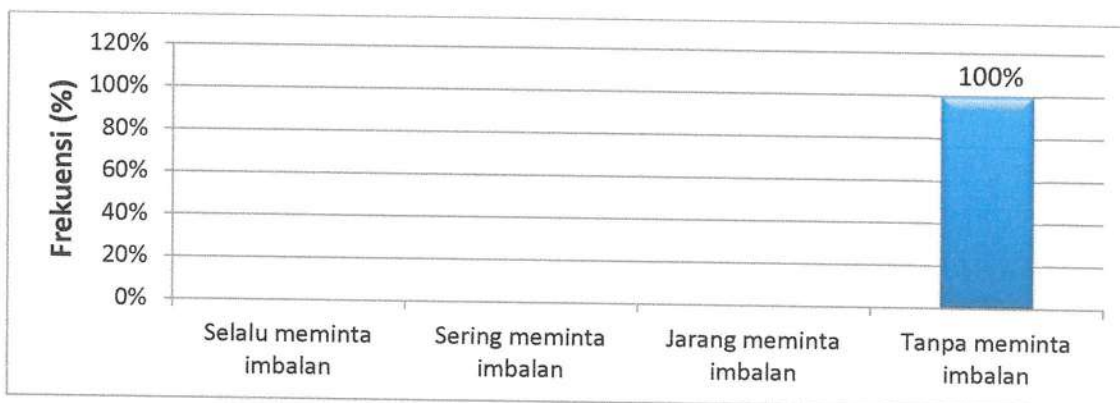 Frekuensi (%)
120%
100%
80%
60%
40%
20%
0%
100%
Selalu meminta
imbalan
Sering meminta
imbalan
Jarang meminta
imbalan
Tanpa meminta
imbalan